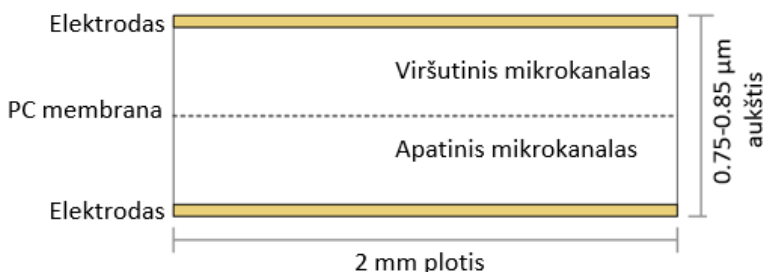 Elektrodas
Viršutinis mikrokanalas
PC membrana
Apatinis mikrokanalas
Elektrodas
2 mm plotis
0.75-0.85 µm
aukštis